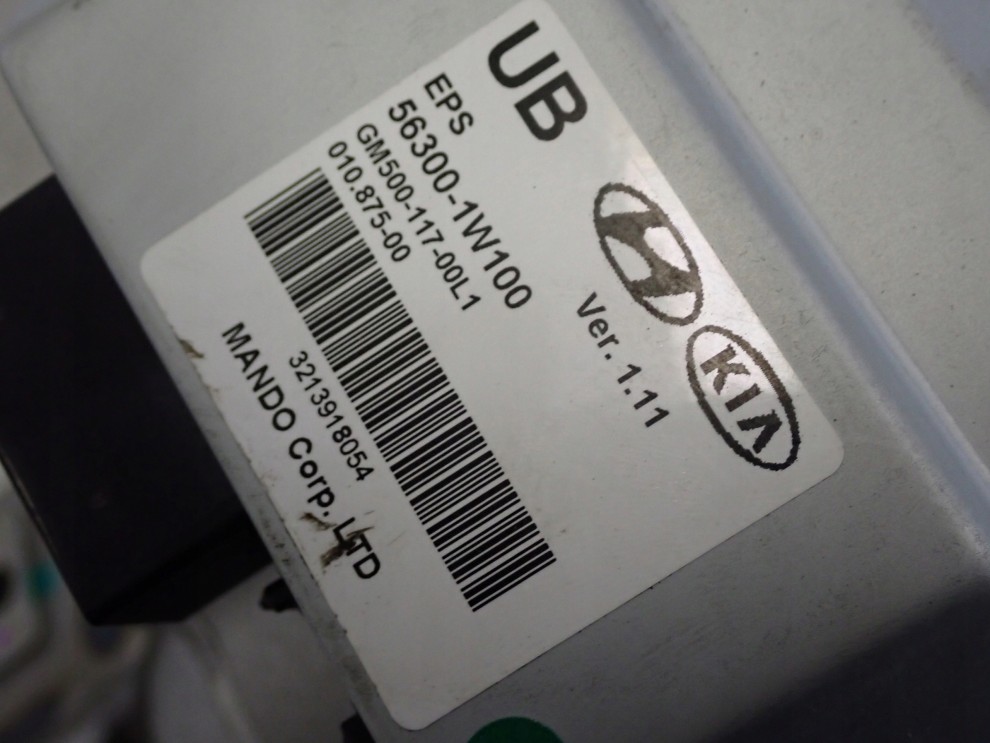 UB
EPS
56300-1W100
GM500-117-00L1
010.875-00
KIA
Ver. 1.11
3213918054
MANDO Corp. LTD